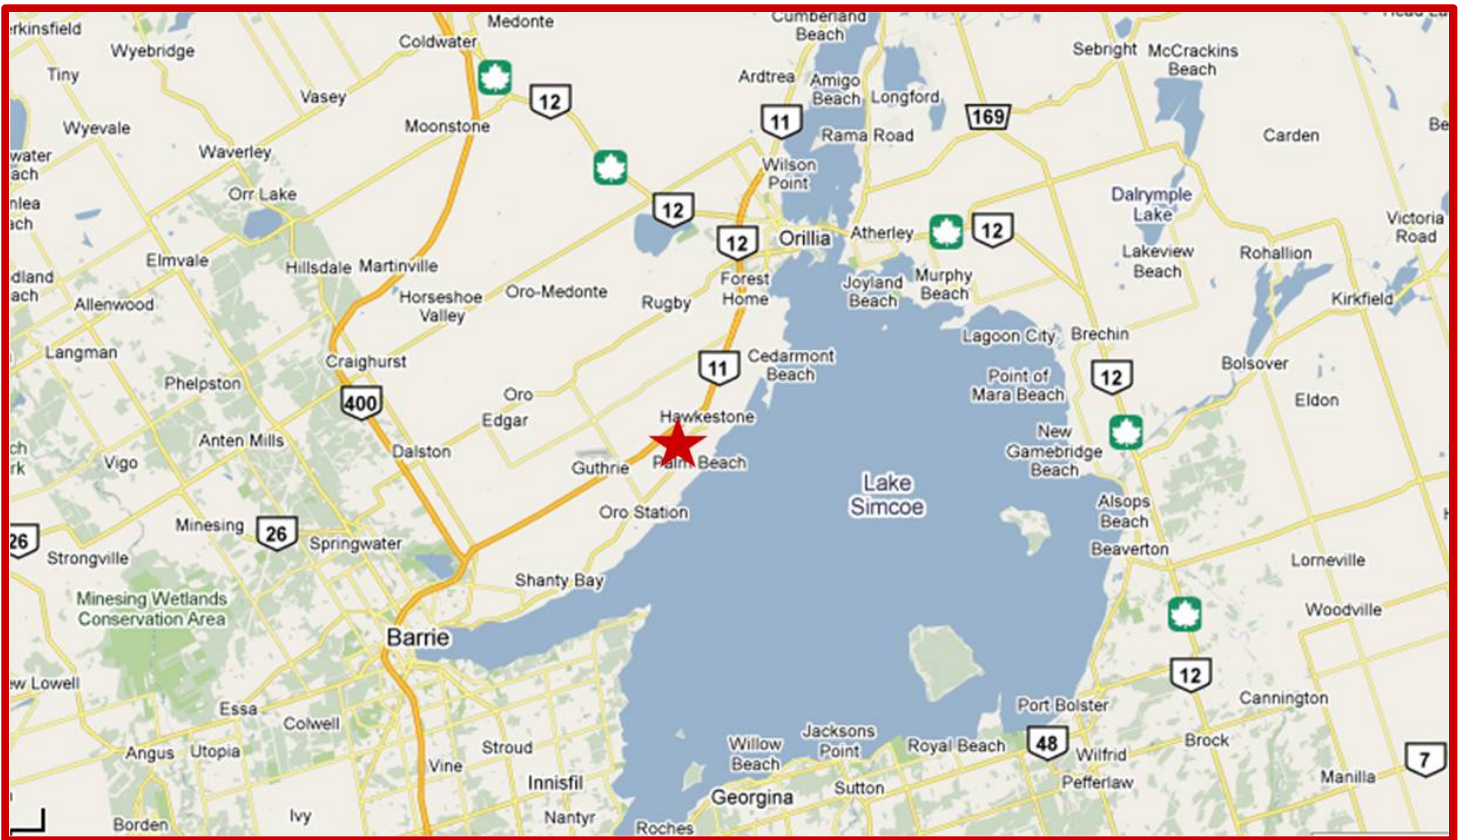 Medonte
Cumberland
Beach
Wyebridge
Coldwater
Sebright
McCrackins
Beach
Tiny
Ardtrea
Amigo
Beach
Longford
Vasey
12
11
169
Wyevale
Moonstone
Rama Road
Carden
Waverley
Wilson
Point
Orr Lake
12
Dalrymple
Lake
Victoria
Road
12
Orillia
Atherley
12
Elmvale
Hillsdale
Martinville
Lakeview
Beach
Rohallion
Allenwood
Horseshoe
Valley
Oro-Medonte
Rugby
Forest
Home
Joyland
Beach
Murphy
Beach
Kirkfield
Lagoon City
Brechin
Langman
Craighurst
11
Cedarmont
Beach
Bolsover
Phelpston
Point of
Mara Beach
12
400
Oro
Edgar
Hawkestone
Eldon
Anten Mills
Dalston
New
Gamebridge
Beach
Vigo
Guthrie
Palm Beach
Lake
Simcoe
Oro Station
Alsops
Beach
Minesing
26
26
Springwater
Strongville
Beaverton
Lorneville
Shanty Bay
Minesing Wetlands
Conservation Area
Woodville
Barrie
12
Essa
Colwell
Port Bolster
Cannington
Angus
Utopia
Stroud
Willow
Beach
Jacksons
Point
Royal Beach
48
Wilfrid
Brock
7
Vine
Innisfil
Georgina
Sutton
Pefferlaw
Manilla
Borden
Ivy
Nantyr
Roches